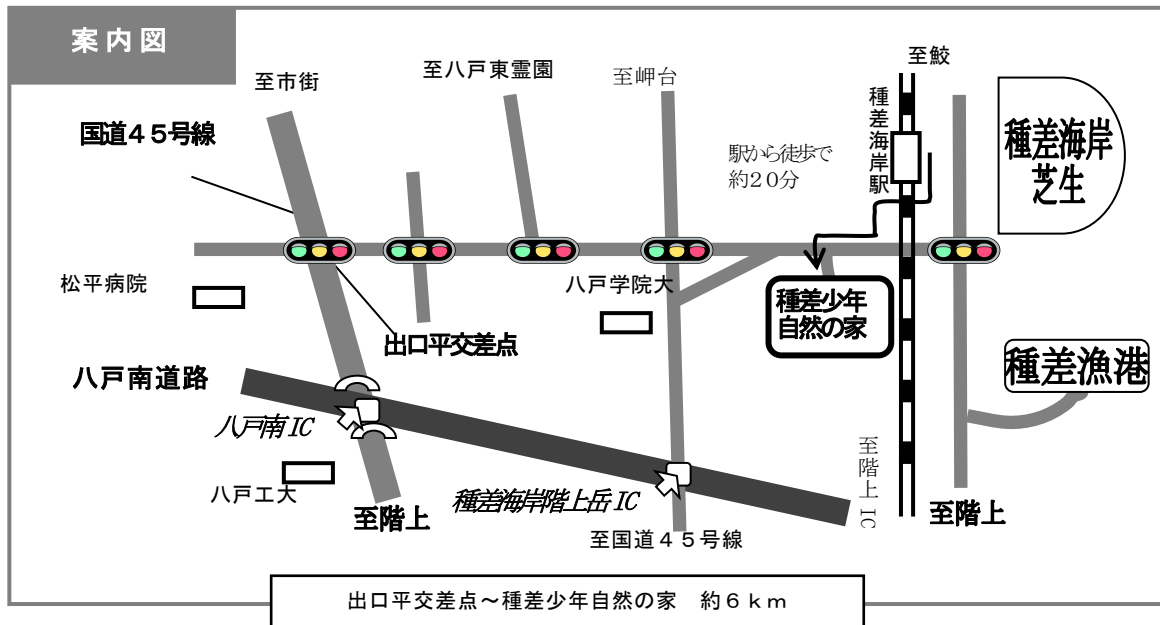 案内図
至鮫
至八戸東霊園
至岬台
至市街
国道４５号線
種差海岸駅
種差海岸
芝生
駅から徒歩で
約２０分
松平病院
八戸学院大
種差少年
自然の家
出口平交差点
種差漁港
八戸南道路
八戸南IC
八戸工大
種差海岸階上岳IC
至階上IC
至階上
至階上
至国道４５号線
出口平交差点～種差少年自然の家　約６ｋｍ